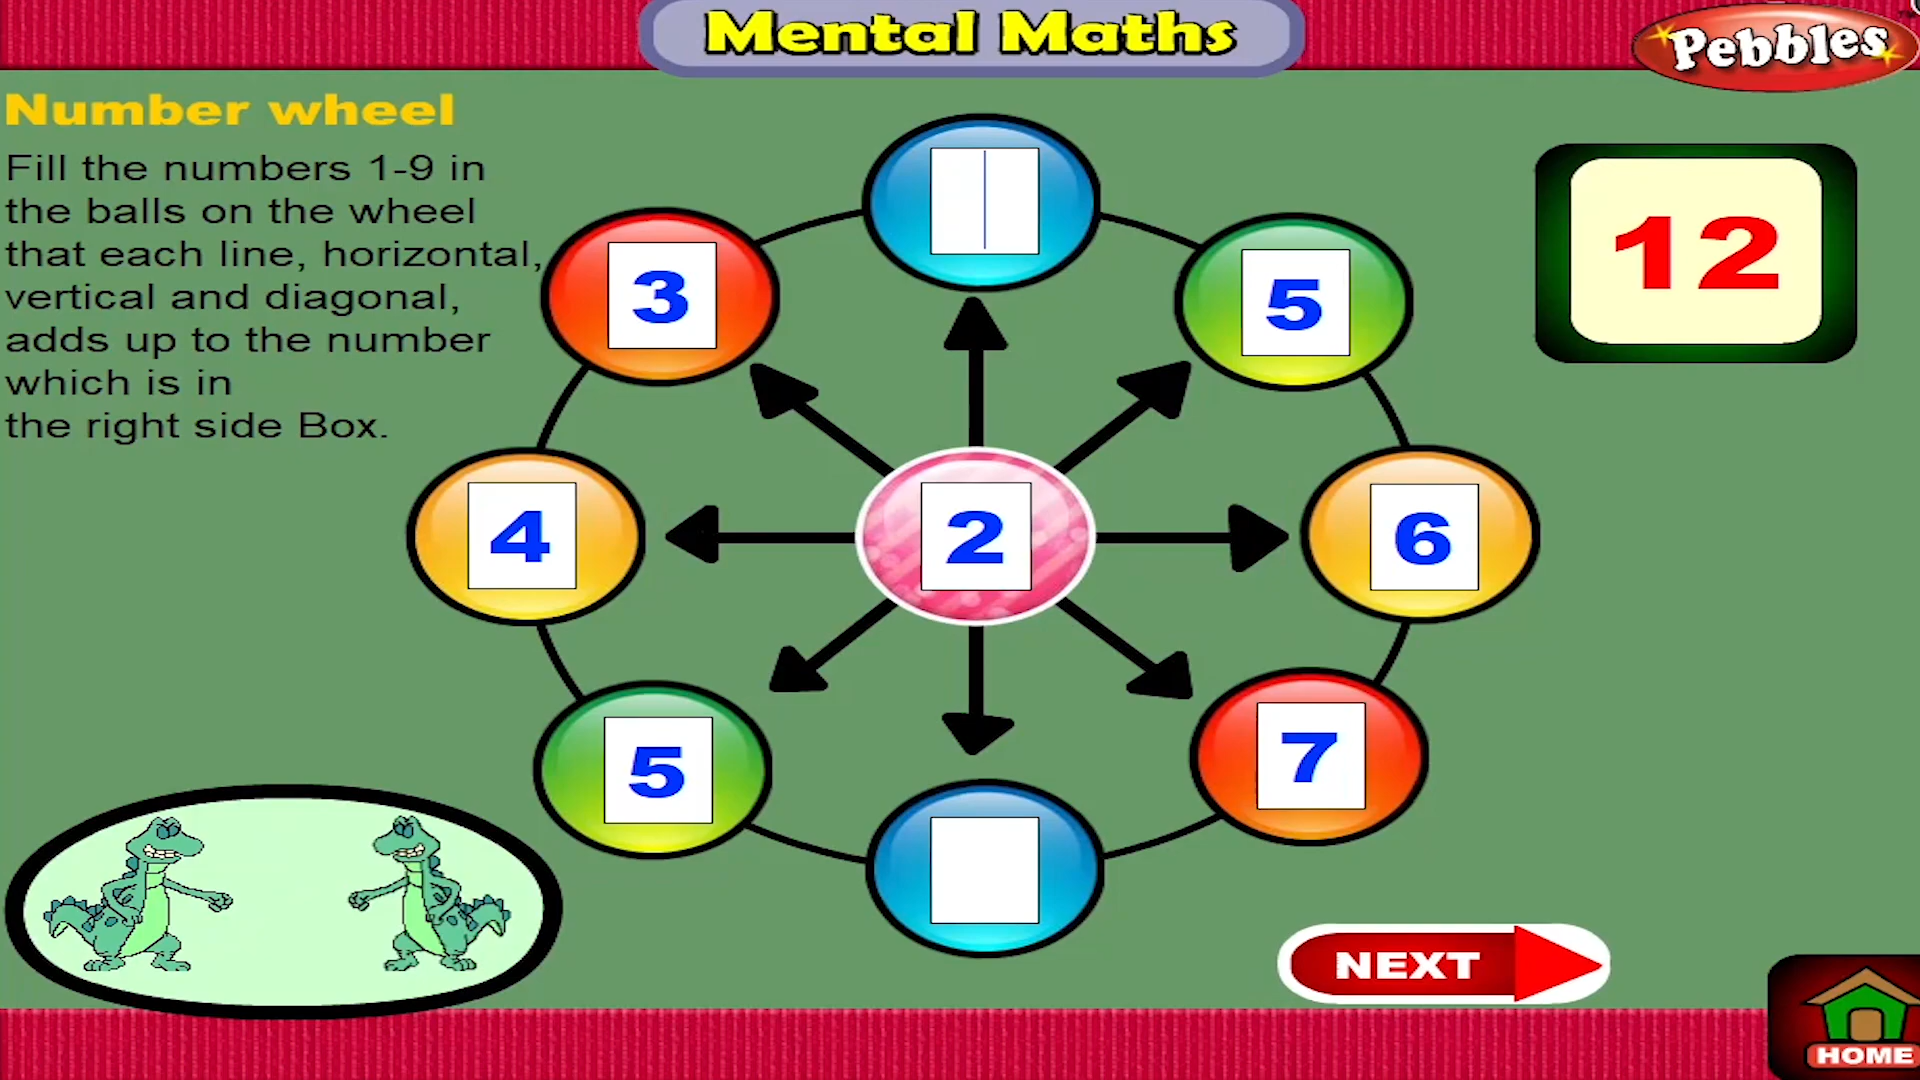 Mental Maths
Pebbles
Number wheel
Fill the numbers 1-9 in
the balls on the wheel
that each line, horizontal,
vertical and diagonal,
adds up to the number
which is in
the right side Box.
12
3
5
4
2
6
5
7
NEXT
HOME